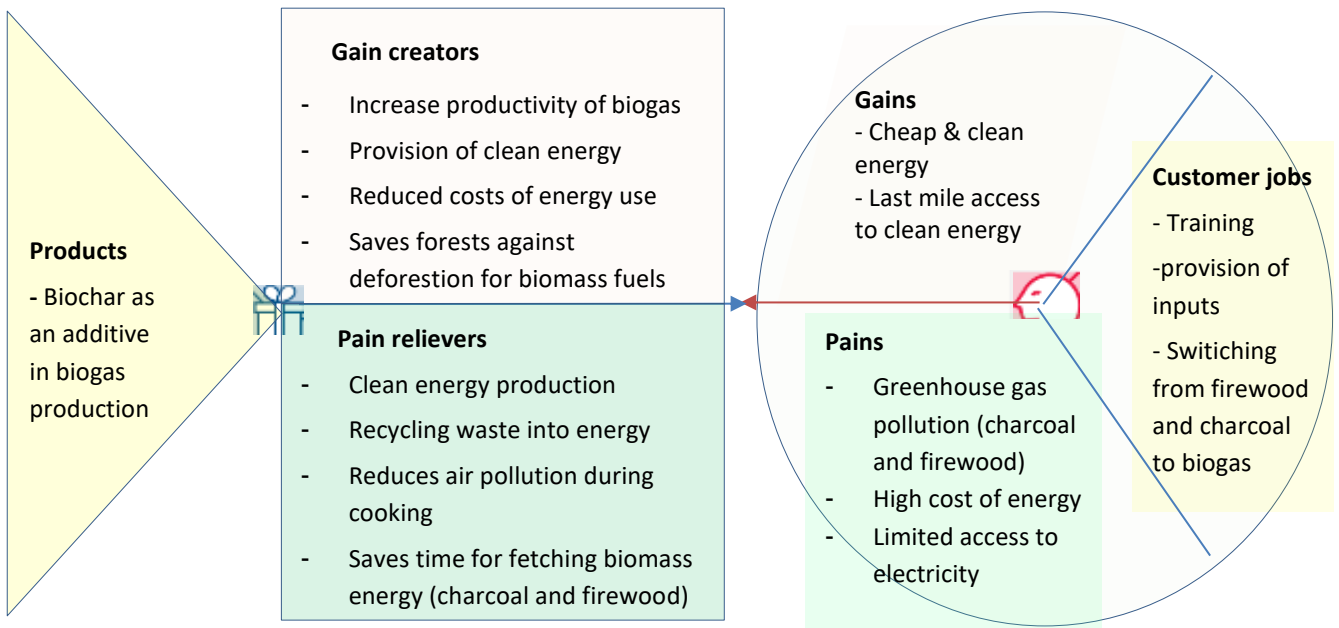 Products
- Biochar as
an additive
in biogas
production
Gain creators
- Increase productivity of biogas
- Provision of clean energy
- Reduced costs of energy use
- Saves forests against
deforestion for biomass fuels
Pain relievers
- Clean energy production
- Recycling waste into energy
- Reduces air pollution during
cooking
- Saves time for fetching biomass
energy (charcoal and firewood)
Gains
- Cheap & clean
energy
- Last mile access
to clean energy
Pains
- Greenhouse gas
pollution (charcoal
and firewood)
- High cost of energy
- Limited access to
electricity
Customer jobs
- Training
-provision of
inputs
- Switiching
from firewood
and charcoal
to biogas